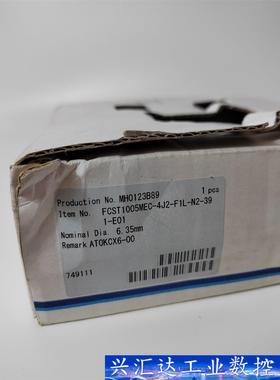 Production No. MH0123B89 1 pcs
Item No. FCST1005MEC-4J2-F1L-N2-39
1-E01
Nominal Dia. 6.35mm
Remark AT0KCX6-00
749111
兴汇达工业数控